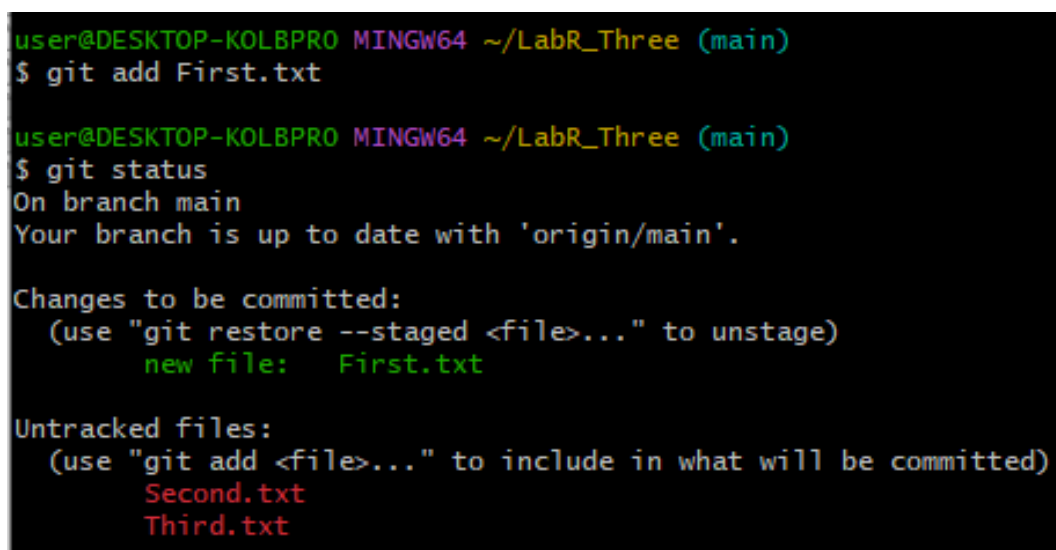 user@DESKTOP-KOLBPRO MINGW64 ~/LabR_Three (main)
$ git add First.txt
user@DESKTOP-KOLBPRO MINGW64 ~/LabR_Three (main)
$ git status
On branch main
Your branch is up to date with 'origin/main'.
Changes to be committed:
  (use "git restore --staged <file>..." to unstage)
        new file:   First.txt
Untracked files:
  (use "git add <file>..." to include in what will be committed)
        Second.txt
        Third.txt